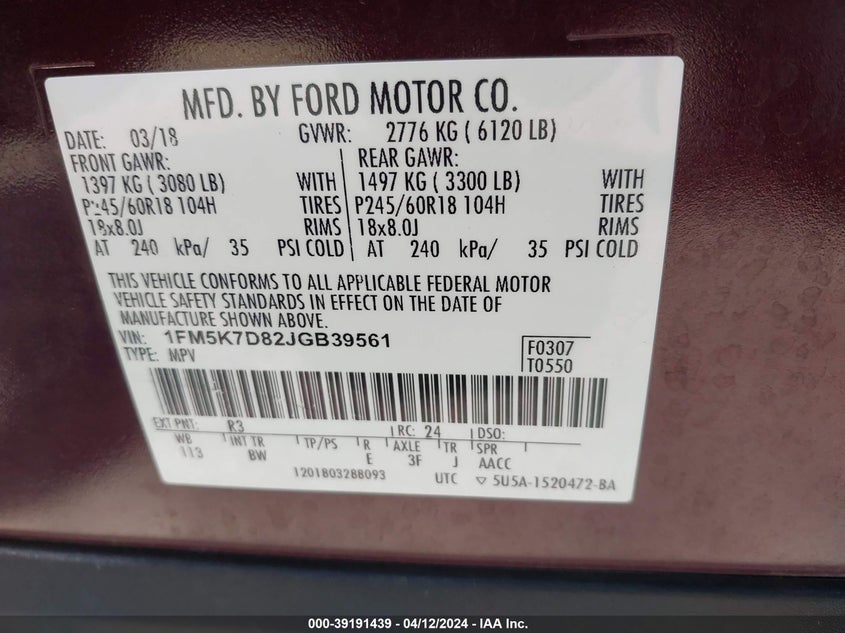 MFD. BY FORD MOTOR CO.
DATE: 03/18 GVWR: 2776 KG ( 6120 LB)
FRONT GAWR: REAR GAWR:
1397 KG ( 3080 LB) WITH 1497 KG ( 3300 LB) WITH
P245/60R18 104H TIRES P245/60R18 104H TIRES
18x8.0J RIMS 18x8.0J RIMS
AT 240 kPa/ 35 PSI COLD AT 240 kPa/ 35 PSI COLD
THIS VEHICLE CONFORMS TO ALL APPLICABLE FEDERAL MOTOR
VEHICLE SAFETY STANDARDS IN EFFECT ON THE DATE OF
MANUFACTURE SHOWN ABOVE.
VIN: 1FM5K7D82JGB39561 F0307
TYPE: MPV T0550
EXT PNT: R3 RC: 24 DSO:
WB INT TR TP/PS R AXLE TR SPR
113 BW E 3F J AACC
1201803288093 UTC ▽ 5U5A-1520472-BA
000-39191439 - 04/12/2024 - IAA Inc.